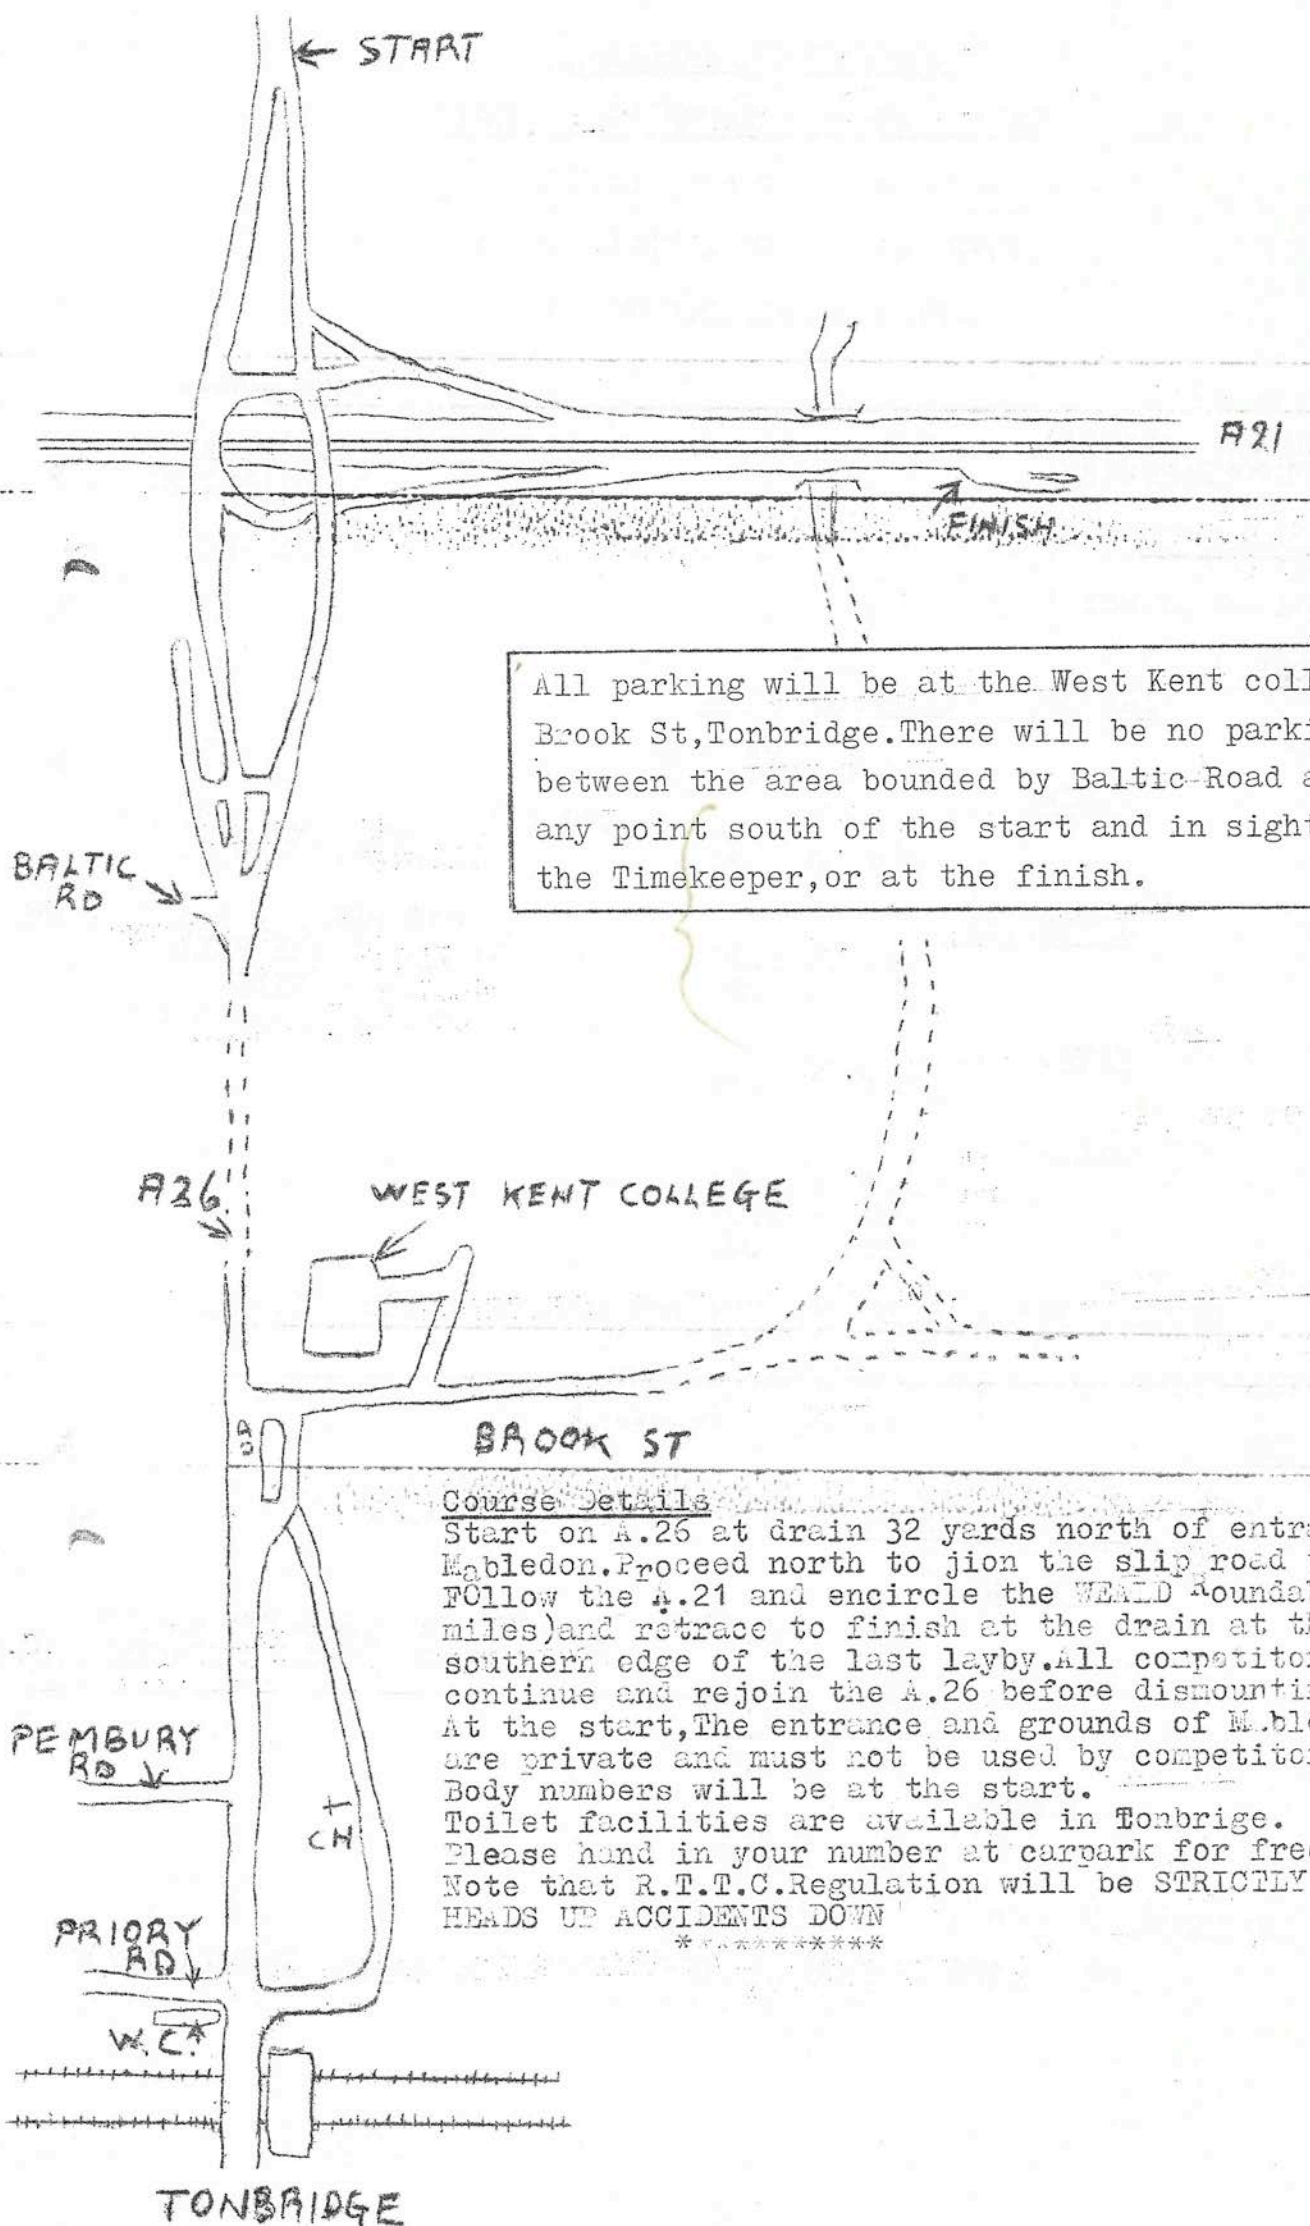 START
A21
FINISH
All parking will be at the West Kent coll
Brook St,Tonbridge.There will be no parki
between the area bounded by Baltic Road a
any point south of the start and in sight
the Timekeeper,or at the finish.
BALTIC
RD
A26
WEST KENT COLLEGE
BROOK ST
Course Details
Start on A.26 at drain 32 yards north of entra
Mabledon.Proceed north to jion the slip road
FOllow the A.21 and encircle the WEALD Rounda
miles)and retrace to finish at the drain at th
southern edge of the last layby.All competitor
continue and rejoin the A.26 before dismountin
At the start,The entrance and grounds of M.ble
are private and must not be used by competitor
Body numbers will be at the start.
Toilet facilities are available in Tonbrige.
Please hand in your number at carpark for free
Note that R.T.T.C.Regulation will be STRICTLY
HEADS UP ACCIDENTS DOWN
***********
PEMBURY
RD
CH
PRIORY
RD
W.C.
TONBRIDGE